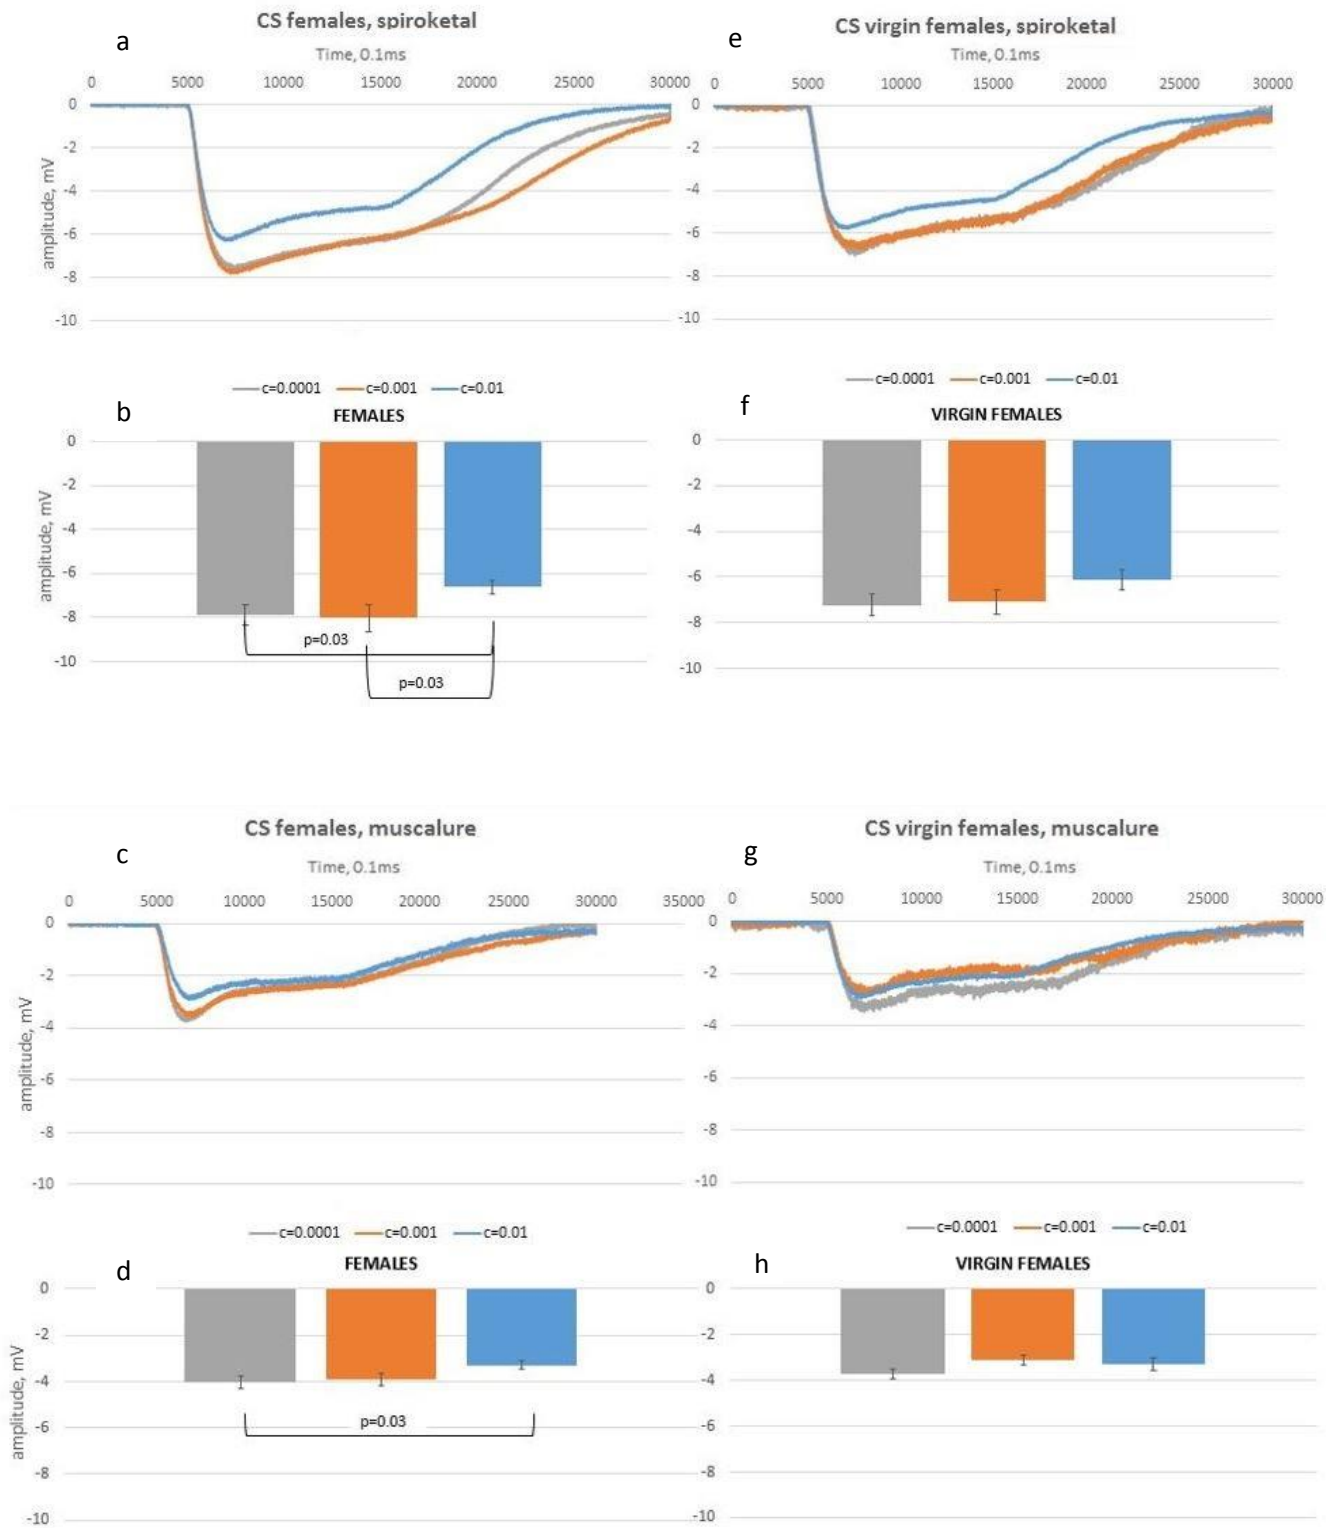 CS females, spiroketal
a
Time, 0.1ms
0 5000 10000 15000 20000 25000 30000
0
-2
-4
-6
-8
-10
amplitude, mV
c=0.0001 c=0.001 c=0.01
CS virgin females, spiroketal
e
Time, 0.1ms
0 5000 10000 15000 20000 25000 30000
0
-2
-4
-6
-8
-10
c=0.0001 c=0.001 c=0.01
b
FEMALES
0
-2
-4
-6
-8
-10
amplitude, mV
p=0.03
p=0.03
f
VIRGIN FEMALES
0
-2
-4
-6
-8
-10
CS females, muscalure
c
Time, 0.1ms
0 5000 10000 15000 20000 25000 30000 35000
0
-2
-4
-6
-8
-10
amplitude, mV
c=0.0001 c=0.001 c=0.01
CS virgin females, muscalure
g
Time, 0.1ms
0 5000 10000 15000 20000 25000 30000
0
-2
-4
-6
-8
-10
c=0.0001 c=0.001 c=0.01
d
FEMALES
0
-2
-4
-6
-8
-10
amplitude, mV
p=0.03
h
VIRGIN FEMALES
0
-2
-4
-6
-8
-10